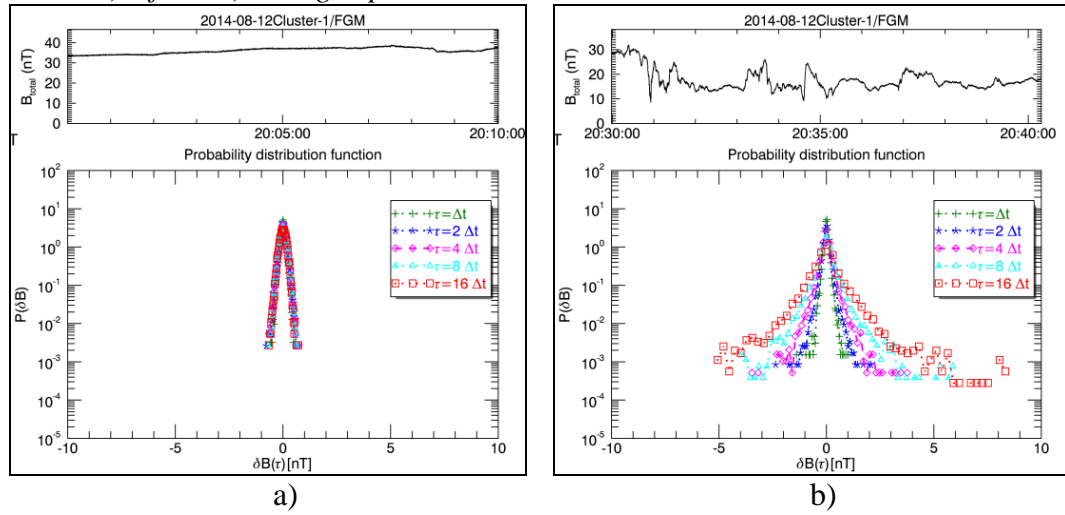 2014-08-12Cluster-1/FGM
B_total (nT)
40
30
20
10
0
20:05:00
20:10:00
T
Probability distribution function
P(δB)
10^2
10^1
10^0
10^-1
10^-2
10^-3
10^-4
10^-5
τ=Δt
τ=2 Δt
τ=4 Δt
τ=8 Δt
τ=16 Δt
-10
-5
0
5
10
δB(τ)[nT]
a)
2014-08-12Cluster-1/FGM
B_total (nT)
30
20
10
0
20:30:00
20:35:00
20:40:00
T
Probability distribution function
P(δB)
10^2
10^1
10^0
10^-1
10^-2
10^-3
10^-4
10^-5
τ=Δt
τ=2 Δt
τ=4 Δt
τ=8 Δt
τ=16 Δt
-10
-5
0
5
10
δB(τ)[nT]
b)